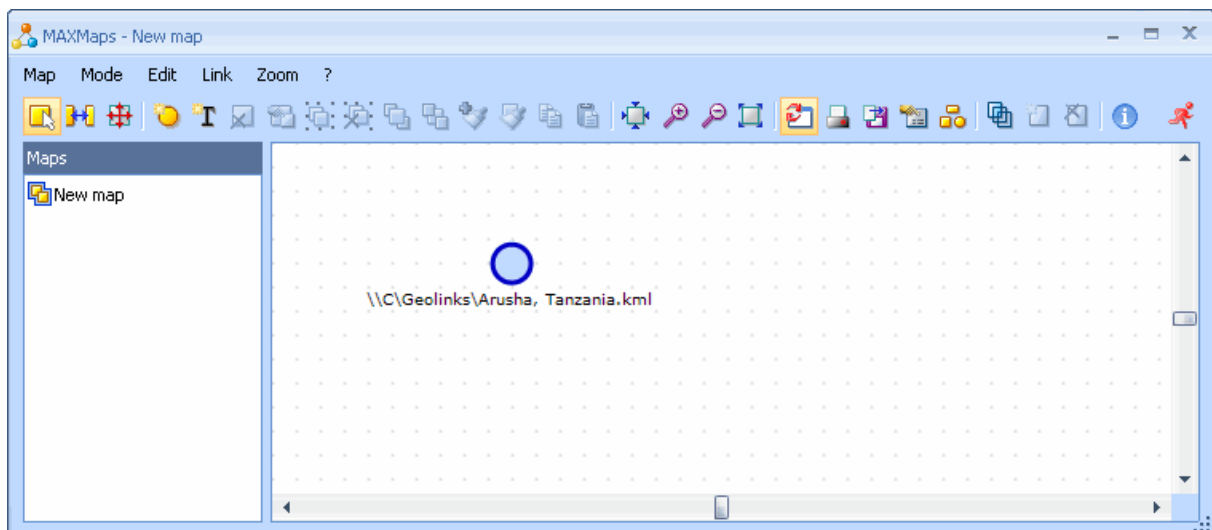 MAXMaps - New map
Map Mode Edit Link Zoom ?
T
Maps
New map
\\C\Geolinks\Arusha, Tanzania.kml